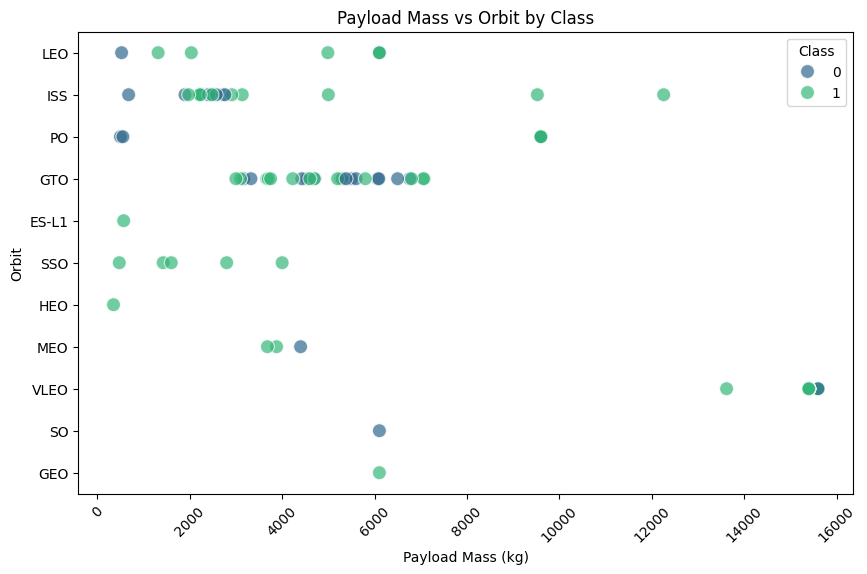 Payload Mass vs Orbit by Class
Class
0
1
LEO
ISS
PO
GTO
ES-L1
SSO
HEO
MEO
VLEO
SO
GEO
Orbit
0
2000
4000
6000
8000
10000
12000
14000
16000
Payload Mass (kg)